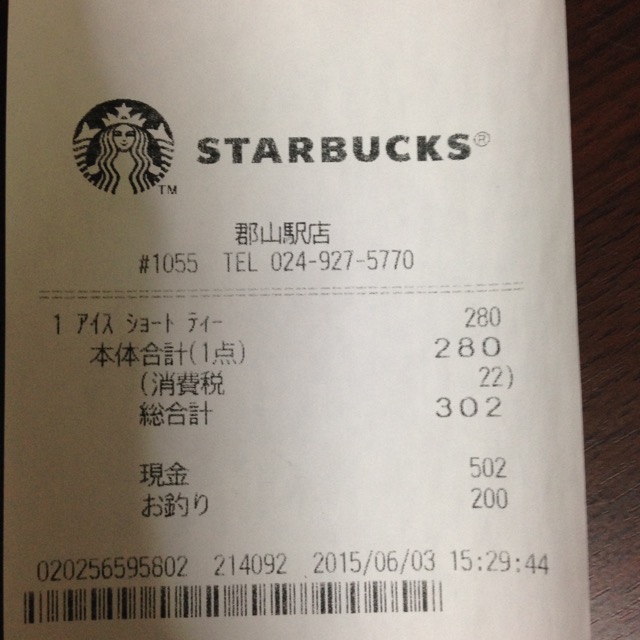 TM
STARBUCKS®
郡山駅店
#1055 TEL 024-927-5770
1 アイス ショート ティー 280
本体合計(1点) 280
(消費税 22)
総合計 302
現金 502
お釣り 200
020256595802 214092 2015/06/03 15:29:44